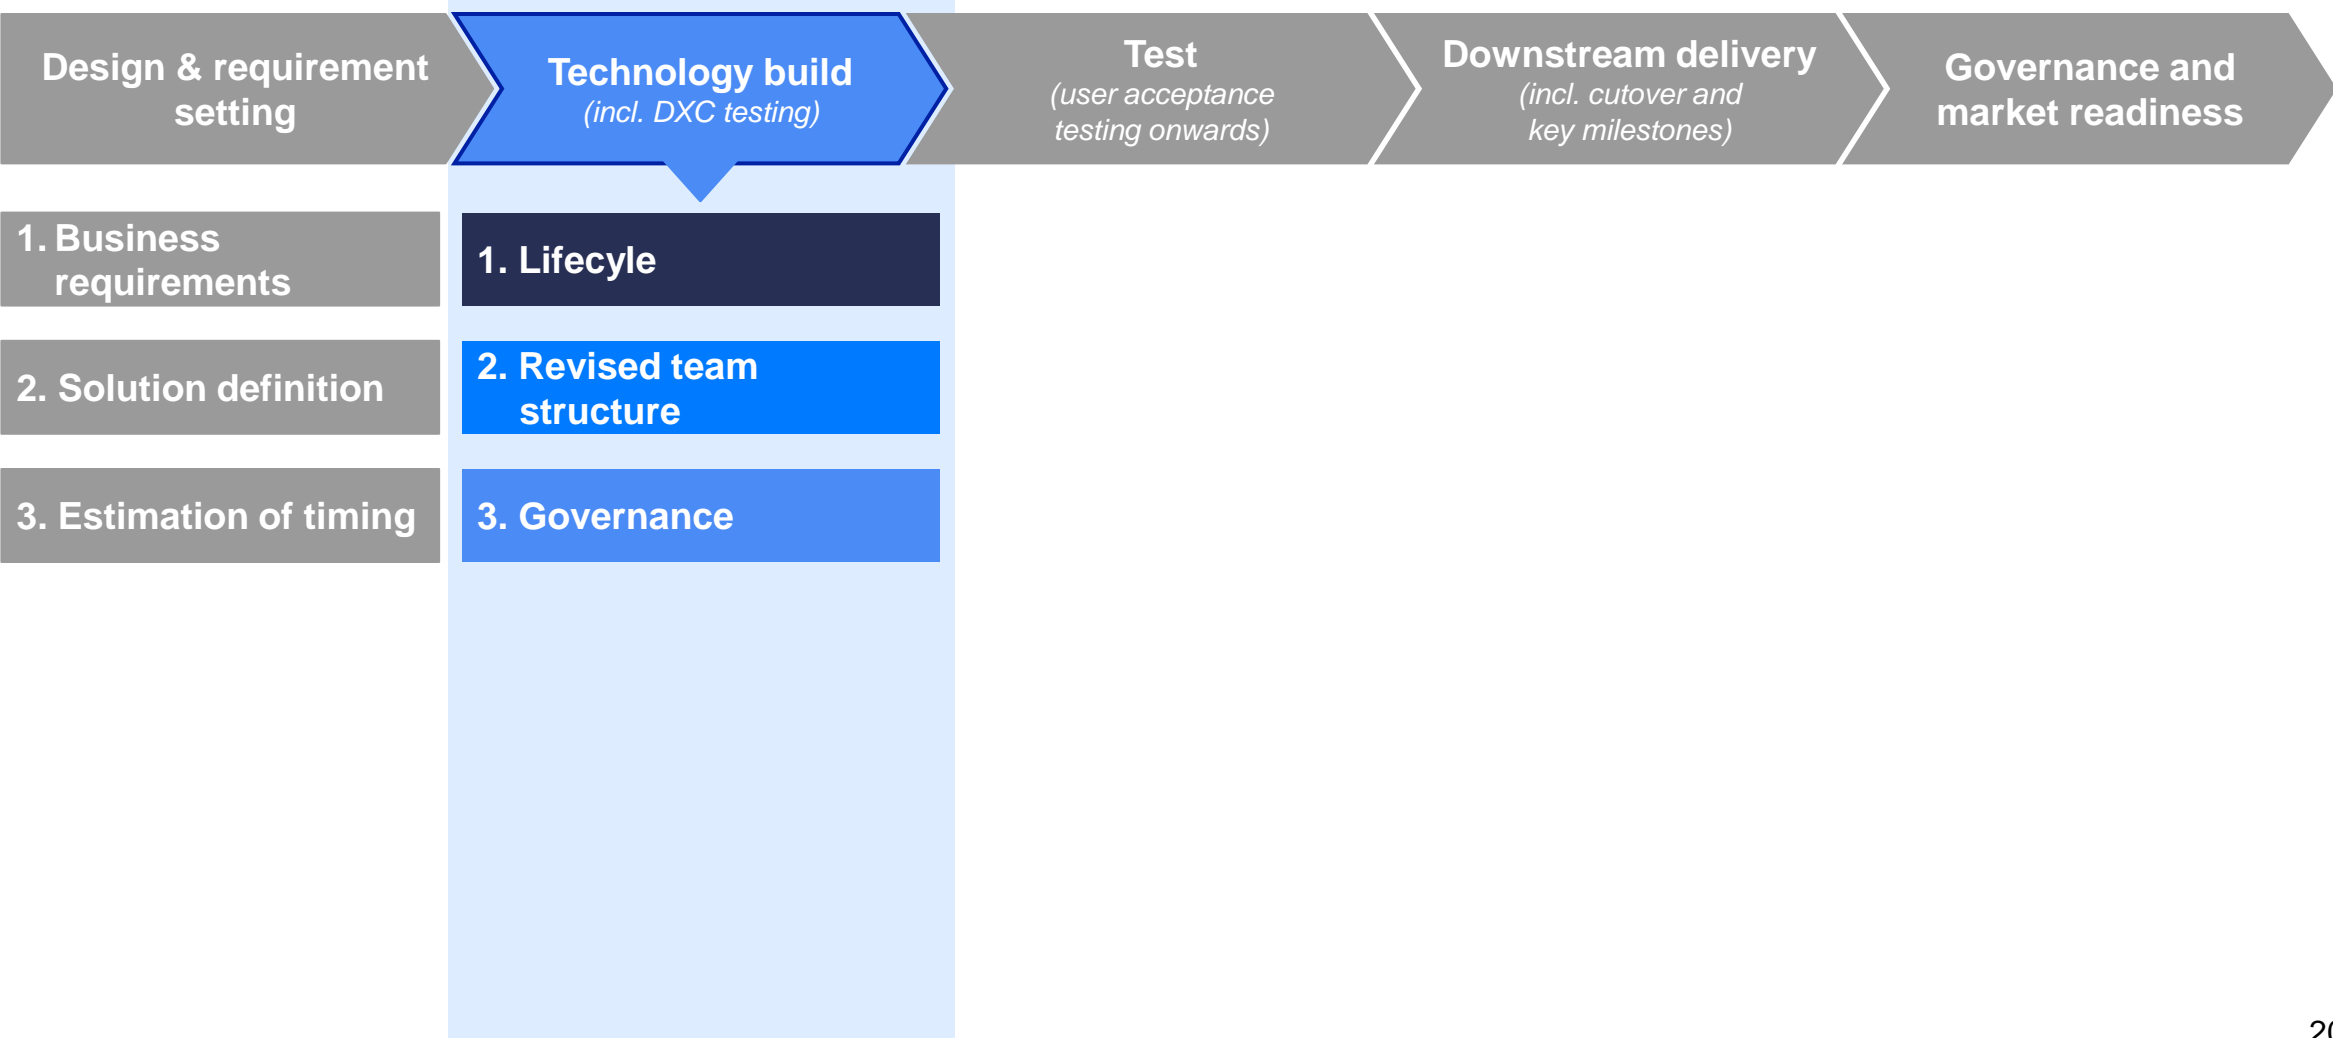 Design & requirement
setting
Technology build
(incl. DXC testing)
Test
(user acceptance
testing onwards)
Downstream delivery
(incl. cutover and
key milestones)
Governance and
market readiness
1. Business
requirements
1. Lifecyle
2. Solution definition
2. Revised team
structure
3. Estimation of timing
3. Governance
20